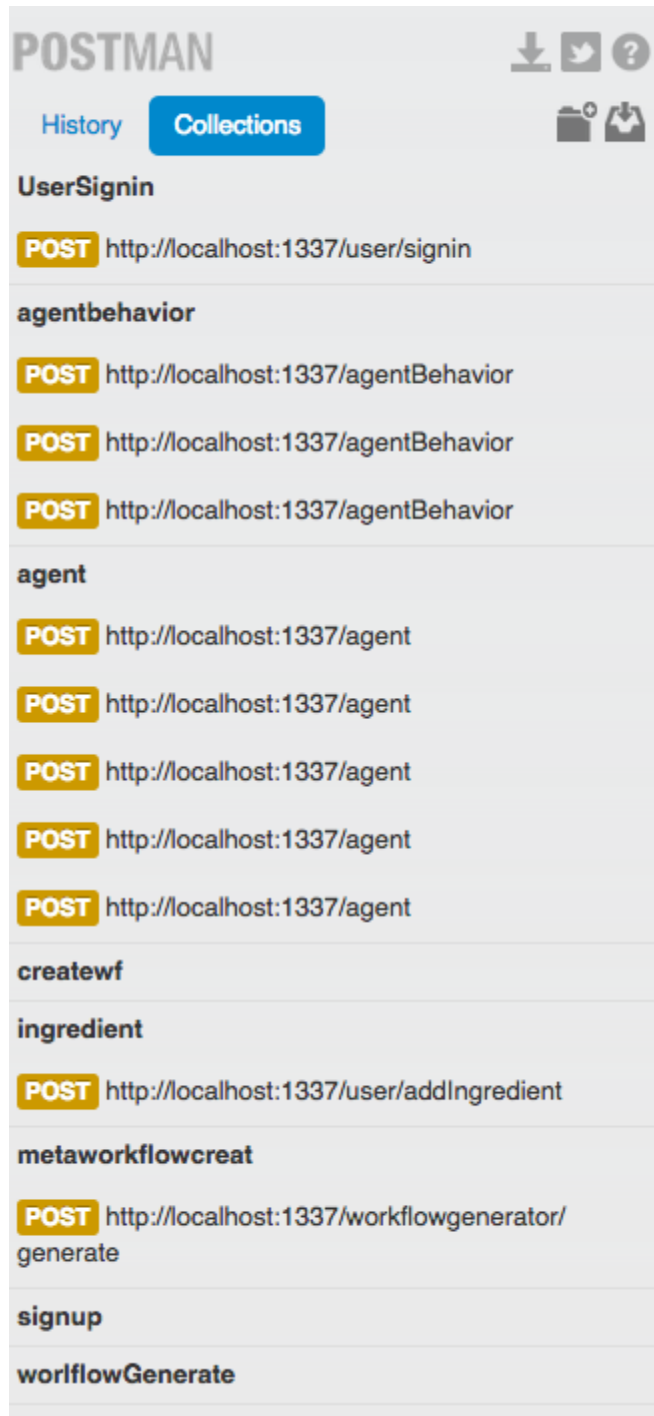 POSTMAN
History Collections
UserSignin
POST http://localhost:1337/user/signin
agentbehavior
POST http://localhost:1337/agentBehavior
POST http://localhost:1337/agentBehavior
POST http://localhost:1337/agentBehavior
agent
POST http://localhost:1337/agent
POST http://localhost:1337/agent
POST http://localhost:1337/agent
POST http://localhost:1337/agent
POST http://localhost:1337/agent
createwf
ingredient
POST http://localhost:1337/user/addIngredient
metaworkflowcreat
POST http://localhost:1337/workflowgenerator/
generate
signup
worlflowGenerate